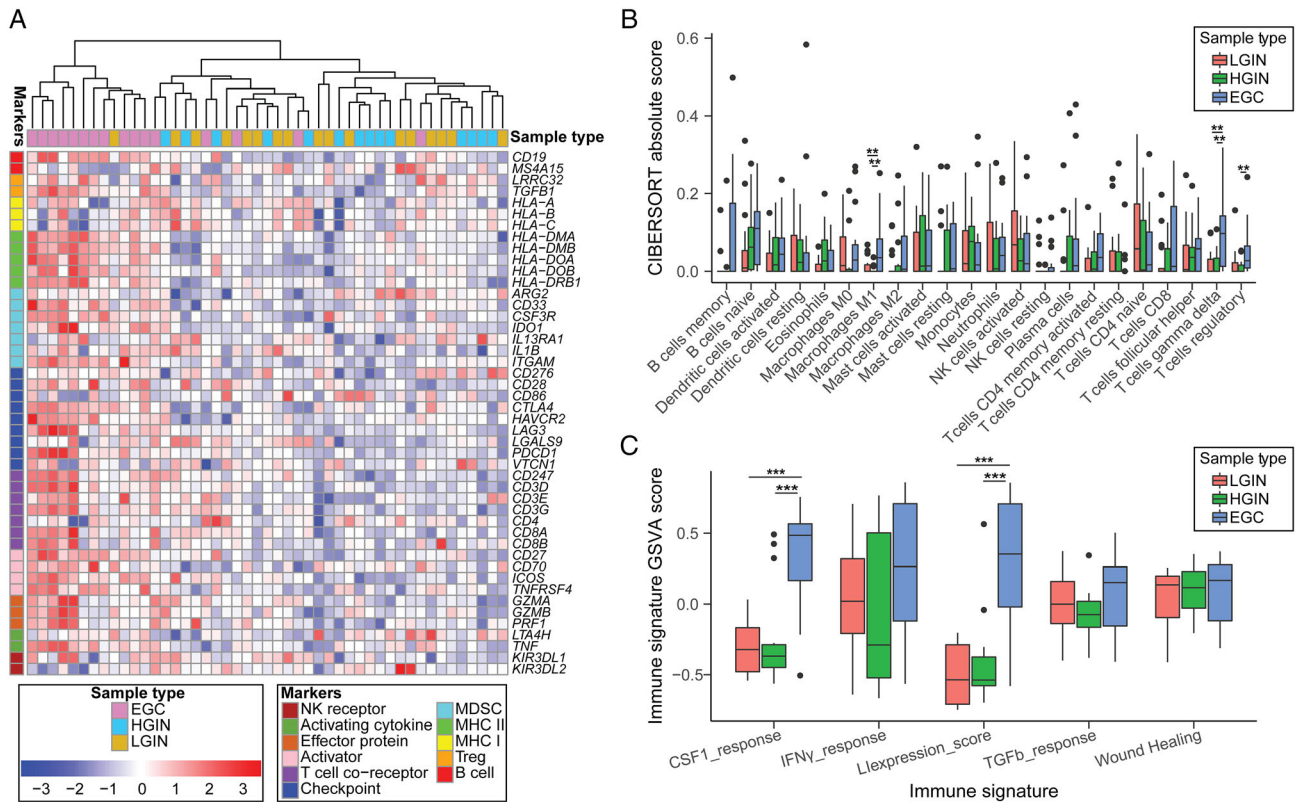 A
Markers
Sample type
CD19
MS4A15
LRRC32
TGFB1
HLA-A
HLA-B
HLA-C
HLA-DMA
HLA-DMB
HLA-DOA
HLA-DOB
HLA-DRB1
ARG2
CD33
CSF3R
IDO1
IL13RA1
IL1B
ITGAM
CD276
CD28
CD86
CTLA4
HAVCR2
LAG3
LGALS9
PDCD1
VTCN1
CD247
CD3D
CD3E
CD3G
CD4
CD8A
CD8B
CD27
CD70
ICOS
TNFRSF4
GZMA
GZMB
PRF1
LTA4H
TNF
KIR3DL1
KIR3DL2
Sample type
EGC
HGIN
LGIN
−3 −2 −1 0 1 2 3
Markers
NK receptor
Activating cytokine
Effector protein
Activator
T cell co−receptor
Checkpoint
MDSC
MHC II
MHC I
Treg
B cell
B
CIBERSORT absolute score
0.6
0.4
0.2
0.0
Sample type
LGIN
HGIN
EGC
**
**
**
**
**
B cells memory
B cells naive
Dendritic cells activated
Dendritic cells resting
Eosinophils
Macrophages M0
Macrophages M1
Macrophages M2
Mast cells activated
Mast cells resting
Monocytes
Neutrophils
NK cells activated
NK cells resting
Plasma cells
Tcells CD4 memory activated
T cells CD4 memory resting
T cells CD4 naive
T cells CD8
T cells follicular helper
T cells gamma delta
T cells regulatory
C
Immune signature GSVA score
0.5
0.0
−0.5
Sample type
LGIN
HGIN
EGC
***
***
***
***
CSF1_response
IFNγ_response
LIexpression_score
TGFb_response
Wound Healing
Immune signature